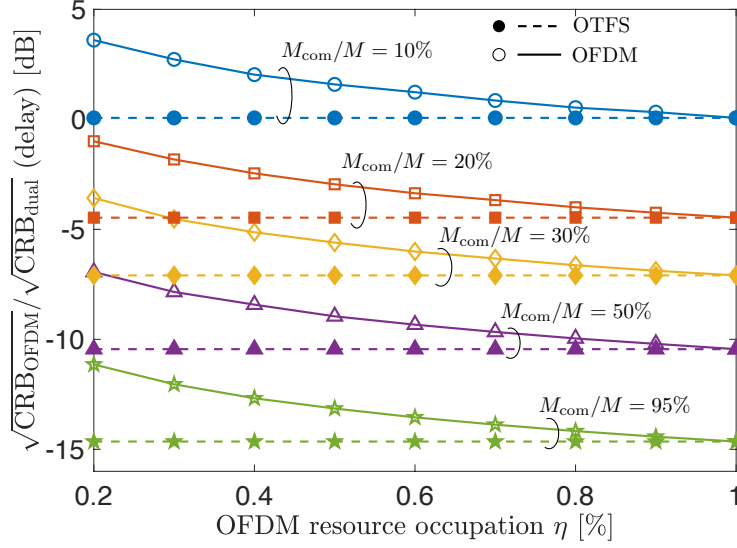 √CRB_OFDM/√CRB_dual (delay) [dB]
5
0
-5
-10
-15
OTFS
OFDM
M_com/M = 10%
M_com/M = 20%
M_com/M = 30%
M_com/M = 50%
M_com/M = 95%
0.2 0.4 0.6 0.8 1
OFDM resource occupation η [%]